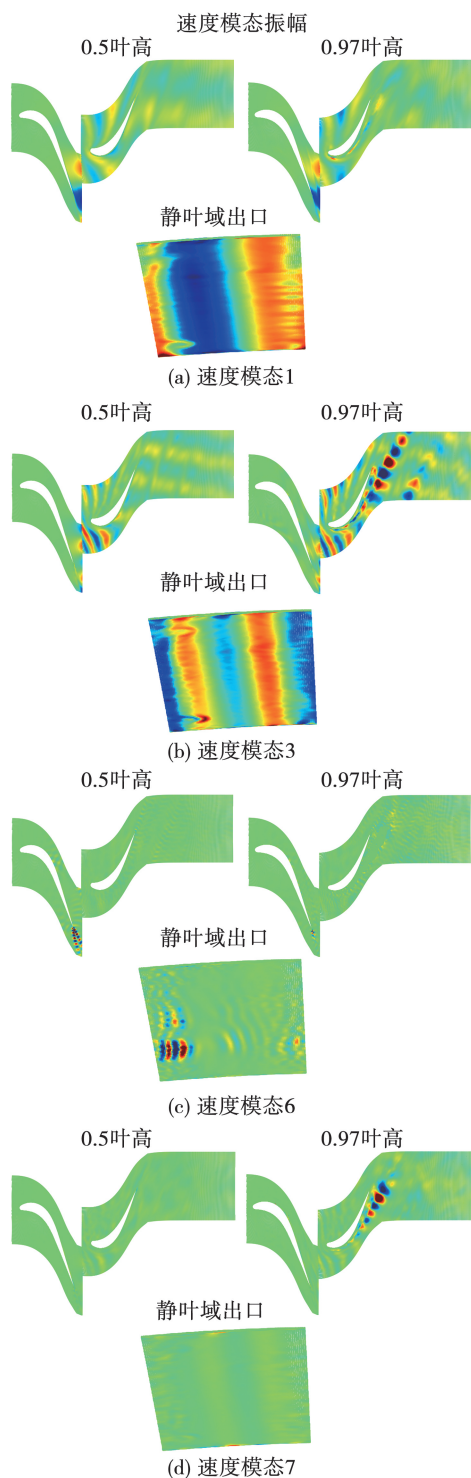 速度模态振幅
0.5叶高 0.97叶高
静叶域出口
(a) 速度模态1
0.5叶高 0.97叶高
静叶域出口
(b) 速度模态3
0.5叶高 0.97叶高
静叶域出口
(c) 速度模态6
0.5叶高 0.97叶高
静叶域出口
(d) 速度模态7